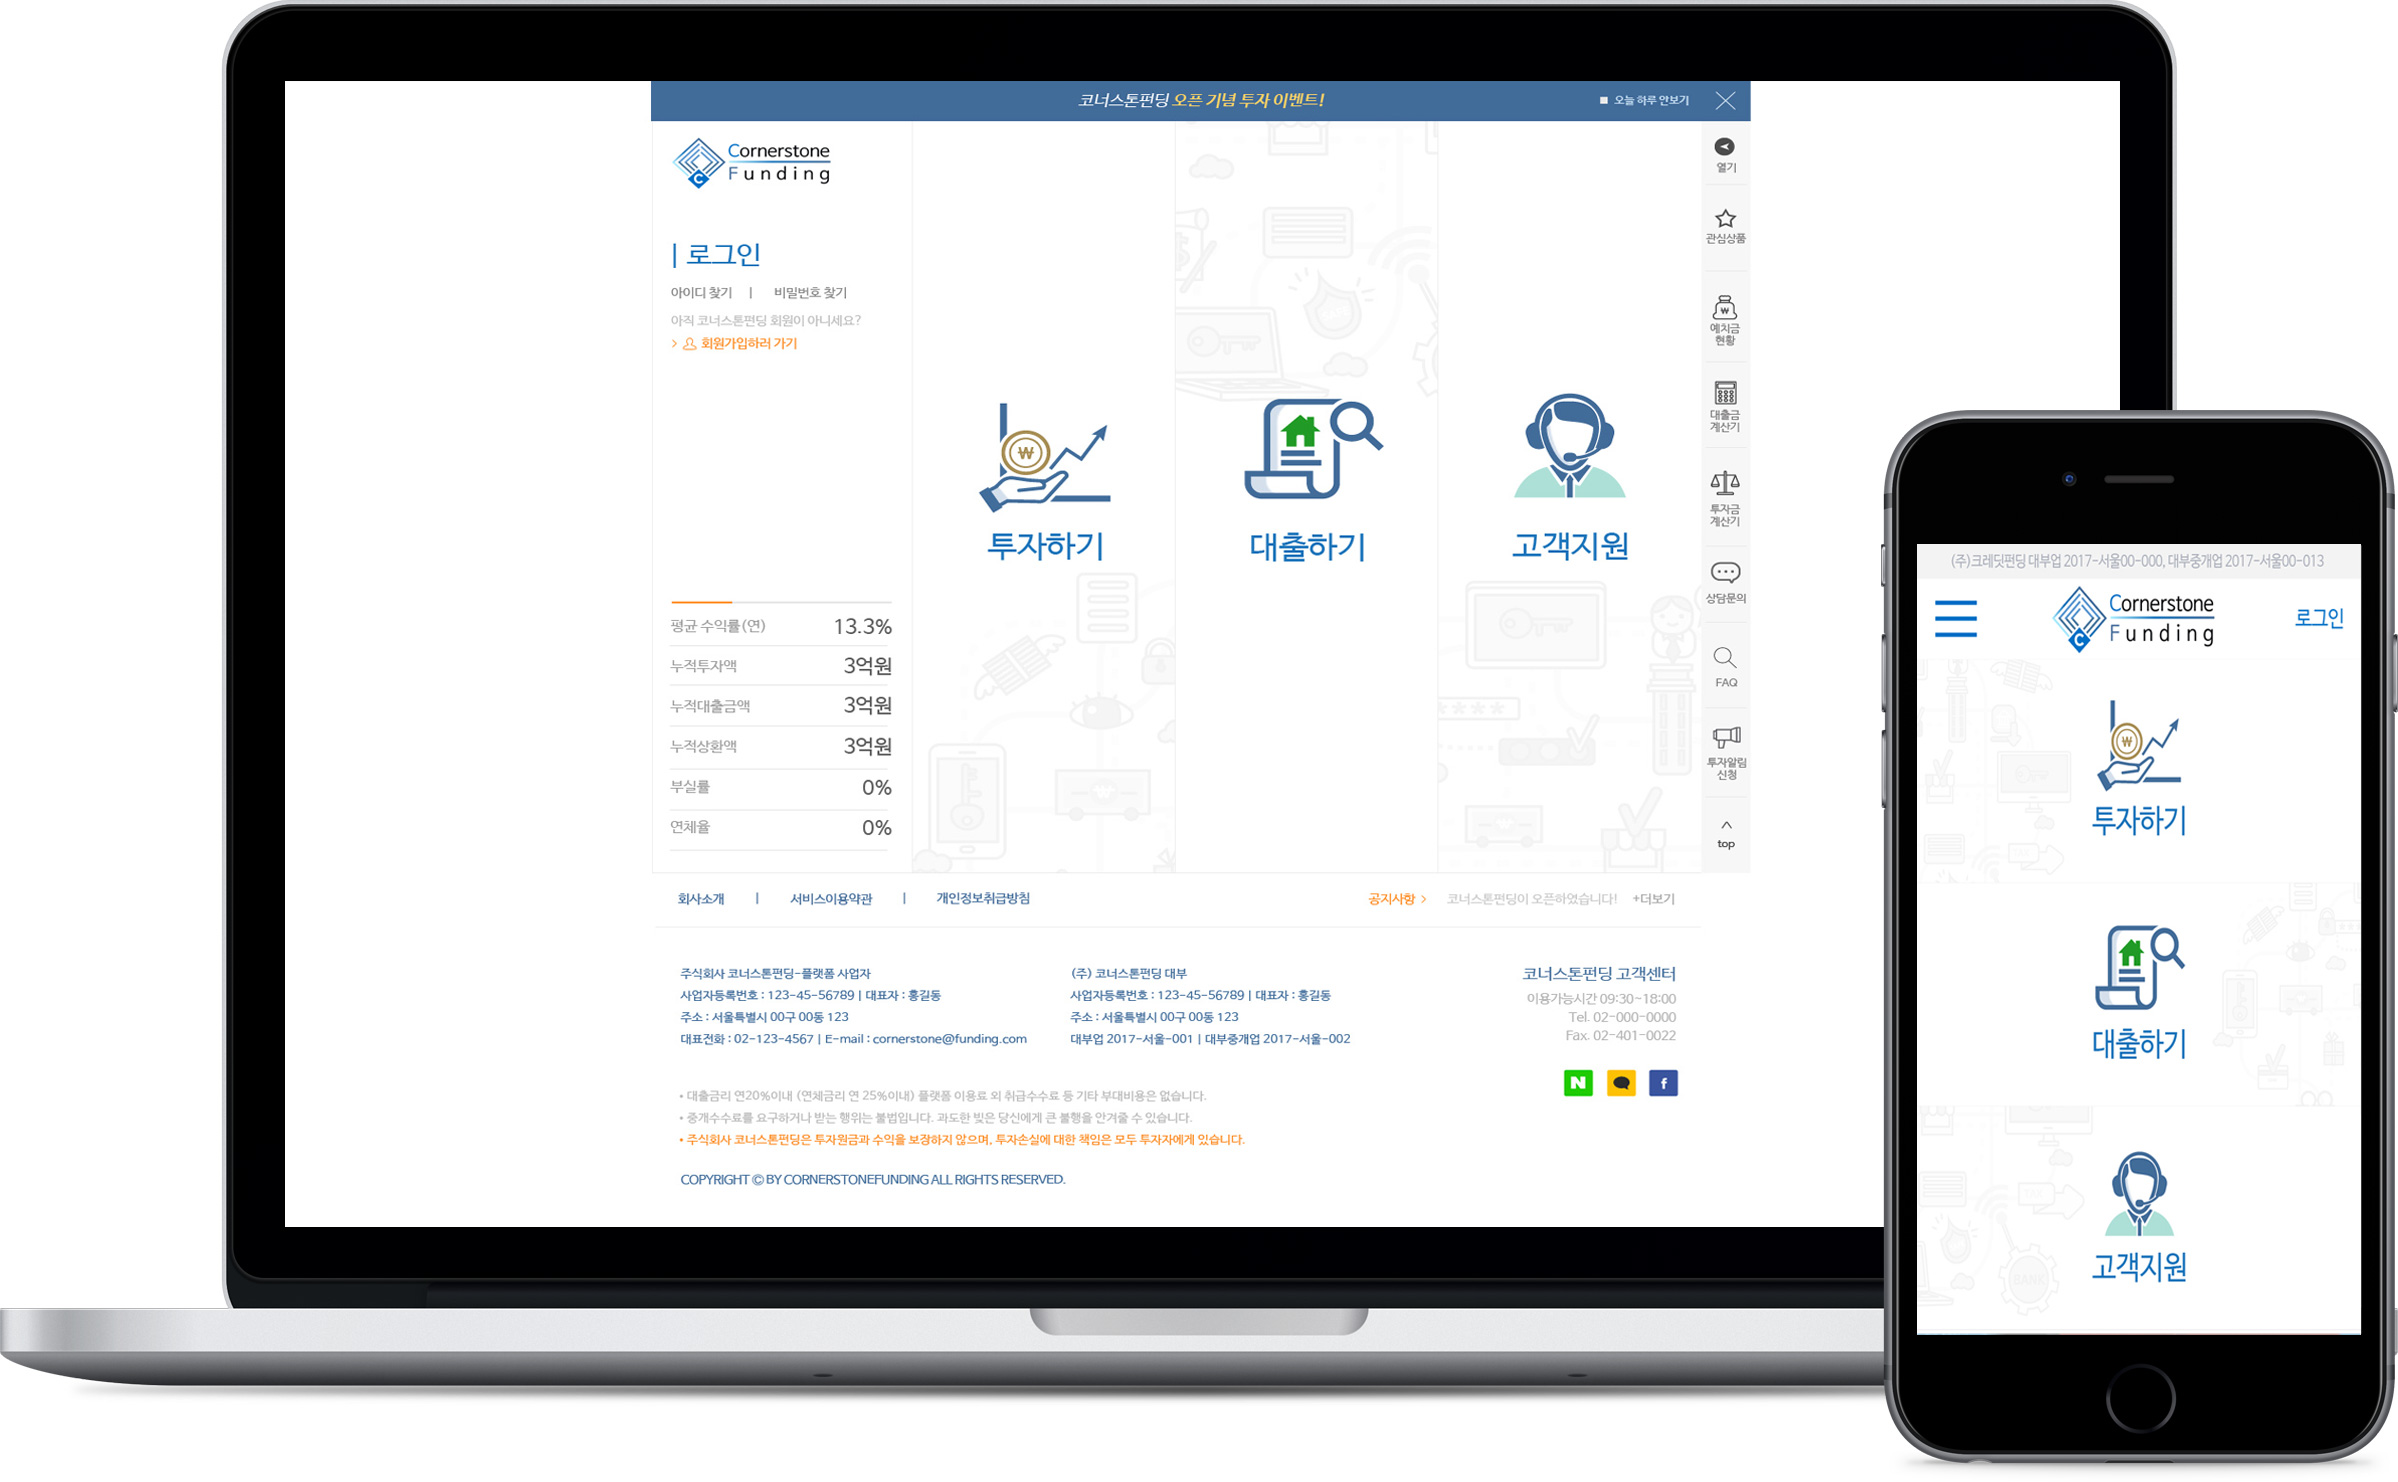 코너스톤펀딩 오픈 기념 투자 이벤트!
오늘 하루 안보기
Cornerstone
Funding
로그인
아이디 찾기 | 비밀번호 찾기
아직 코너스톤펀딩 회원이 아니세요?
> 회원가입하러 가기
투자하기
대출하기
고객지원
평균 수익률(연) 13.3%
누적투자액 3억원
누적대출금액 3억원
누적상환액 3억원
부실률 0%
연체율 0%
열기
관심상품
예치금
현황
대출금
계산기
투자금
계산기
상담문의
FAQ
투자알림
신청
top
회사소개 | 서비스이용약관 | 개인정보취급방침
공지사항 > 코너스톤펀딩이 오픈하였습니다! +더보기
주식회사 코너스톤펀딩-플랫폼 사업자
사업자등록번호 : 123-45-56789 | 대표자 : 홍길동
주소 : 서울특별시 00구 00동 123
대표전화 : 02-123-4567 | E-mail : cornerstone@funding.com
(주) 코너스톤펀딩 대부
사업자등록번호 : 123-45-56789 | 대표자 : 홍길동
주소 : 서울특별시 00구 00동 123
대부업 2017-서울-001 | 대부중개업 2017-서울-002
코너스톤펀딩 고객센터
이용가능시간 09:30~18:00
Tel. 02-000-0000
Fax. 02-401-0022
• 대출금리 연20%이내 (연체금리 연 25%이내) 플랫폼 이용료 외 취급수수료 등 기타 부대비용은 없습니다.
• 중개수수료를 요구하거나 받는 행위는 불법입니다. 과도한 빚은 당신에게 큰 불행을 안겨줄 수 있습니다.
• 주식회사 코너스톤펀딩은 투자원금과 수익을 보장하지 않으며, 투자손실에 대한 책임은 모두 투자자에게 있습니다.
COPYRIGHT © BY CORNERSTONEFUNDING ALL RIGHTS RESERVED.
(주)크레딧펀딩 대부업 2017-서울00-000, 대부중개업 2017-서울00-013
Cornerstone
Funding
로그인
투자하기
대출하기
고객지원
BANK